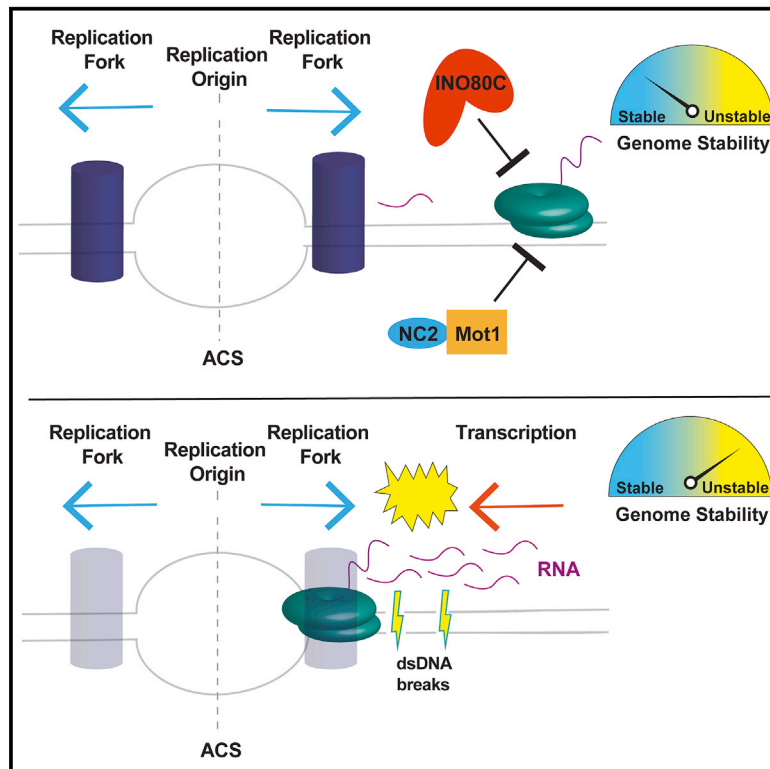 Replication
Fork
Replication
Origin
Replication
Fork
INO80C
Stable
Unstable
Genome Stability
NC2
Mot1
ACS
Replication
Fork
Replication
Origin
Replication
Fork
Transcription
Stable
Unstable
Genome Stability
RNA
dsDNA
breaks
ACS